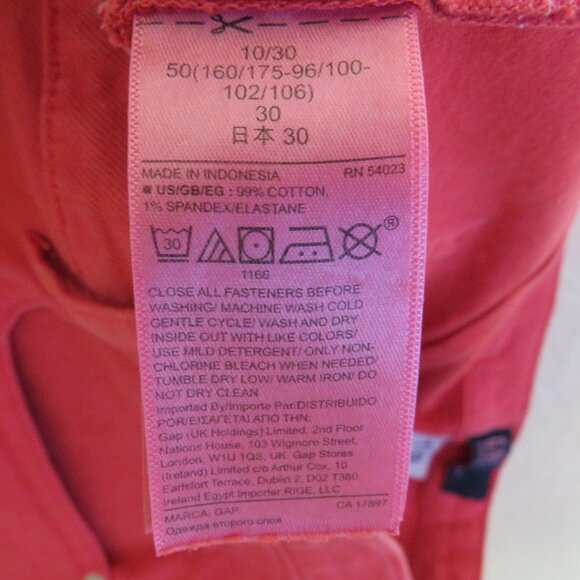 10/30
50(160/175-96/100-
102/106)
30
日本 30
MADE IN INDONESIA RN 54023
US/GB/EG : 99% COTTON,
1% SPANDEX/ELASTANE
30
®
1166
CLOSE ALL FASTENERS BEFORE
WASHING/ MACHINE WASH COLD
GENTLE CYCLE/ WASH AND DRY
INSIDE OUT WITH LIKE COLORS/
USE MILD DETERGENT/ ONLY NON-
CHLORINE BLEACH WHEN NEEDED/
TUMBLE DRY LOW/ WARM IRON/ DO
NOT DRY CLEAN
Imported By/Importe Par:DISTRIBUIDO
POR/ΕΙΣΑΓΕΤΑΙ ΑΠΟ ΤΗΝ:
Gap (UK Holdings) Limited, 2nd Floor
Nations House, 103 Wigmore Street,
London, W1U 1QS, UK Gap Stores
(Ireland) Limited c/o Arthur Cox, 10
Earlsfort Terrace, Dublin 2, D02 T380,
Ireland Egypt Importer RIGE, LLC
MARCA: GAP CA 17897
Одежда второго слоя